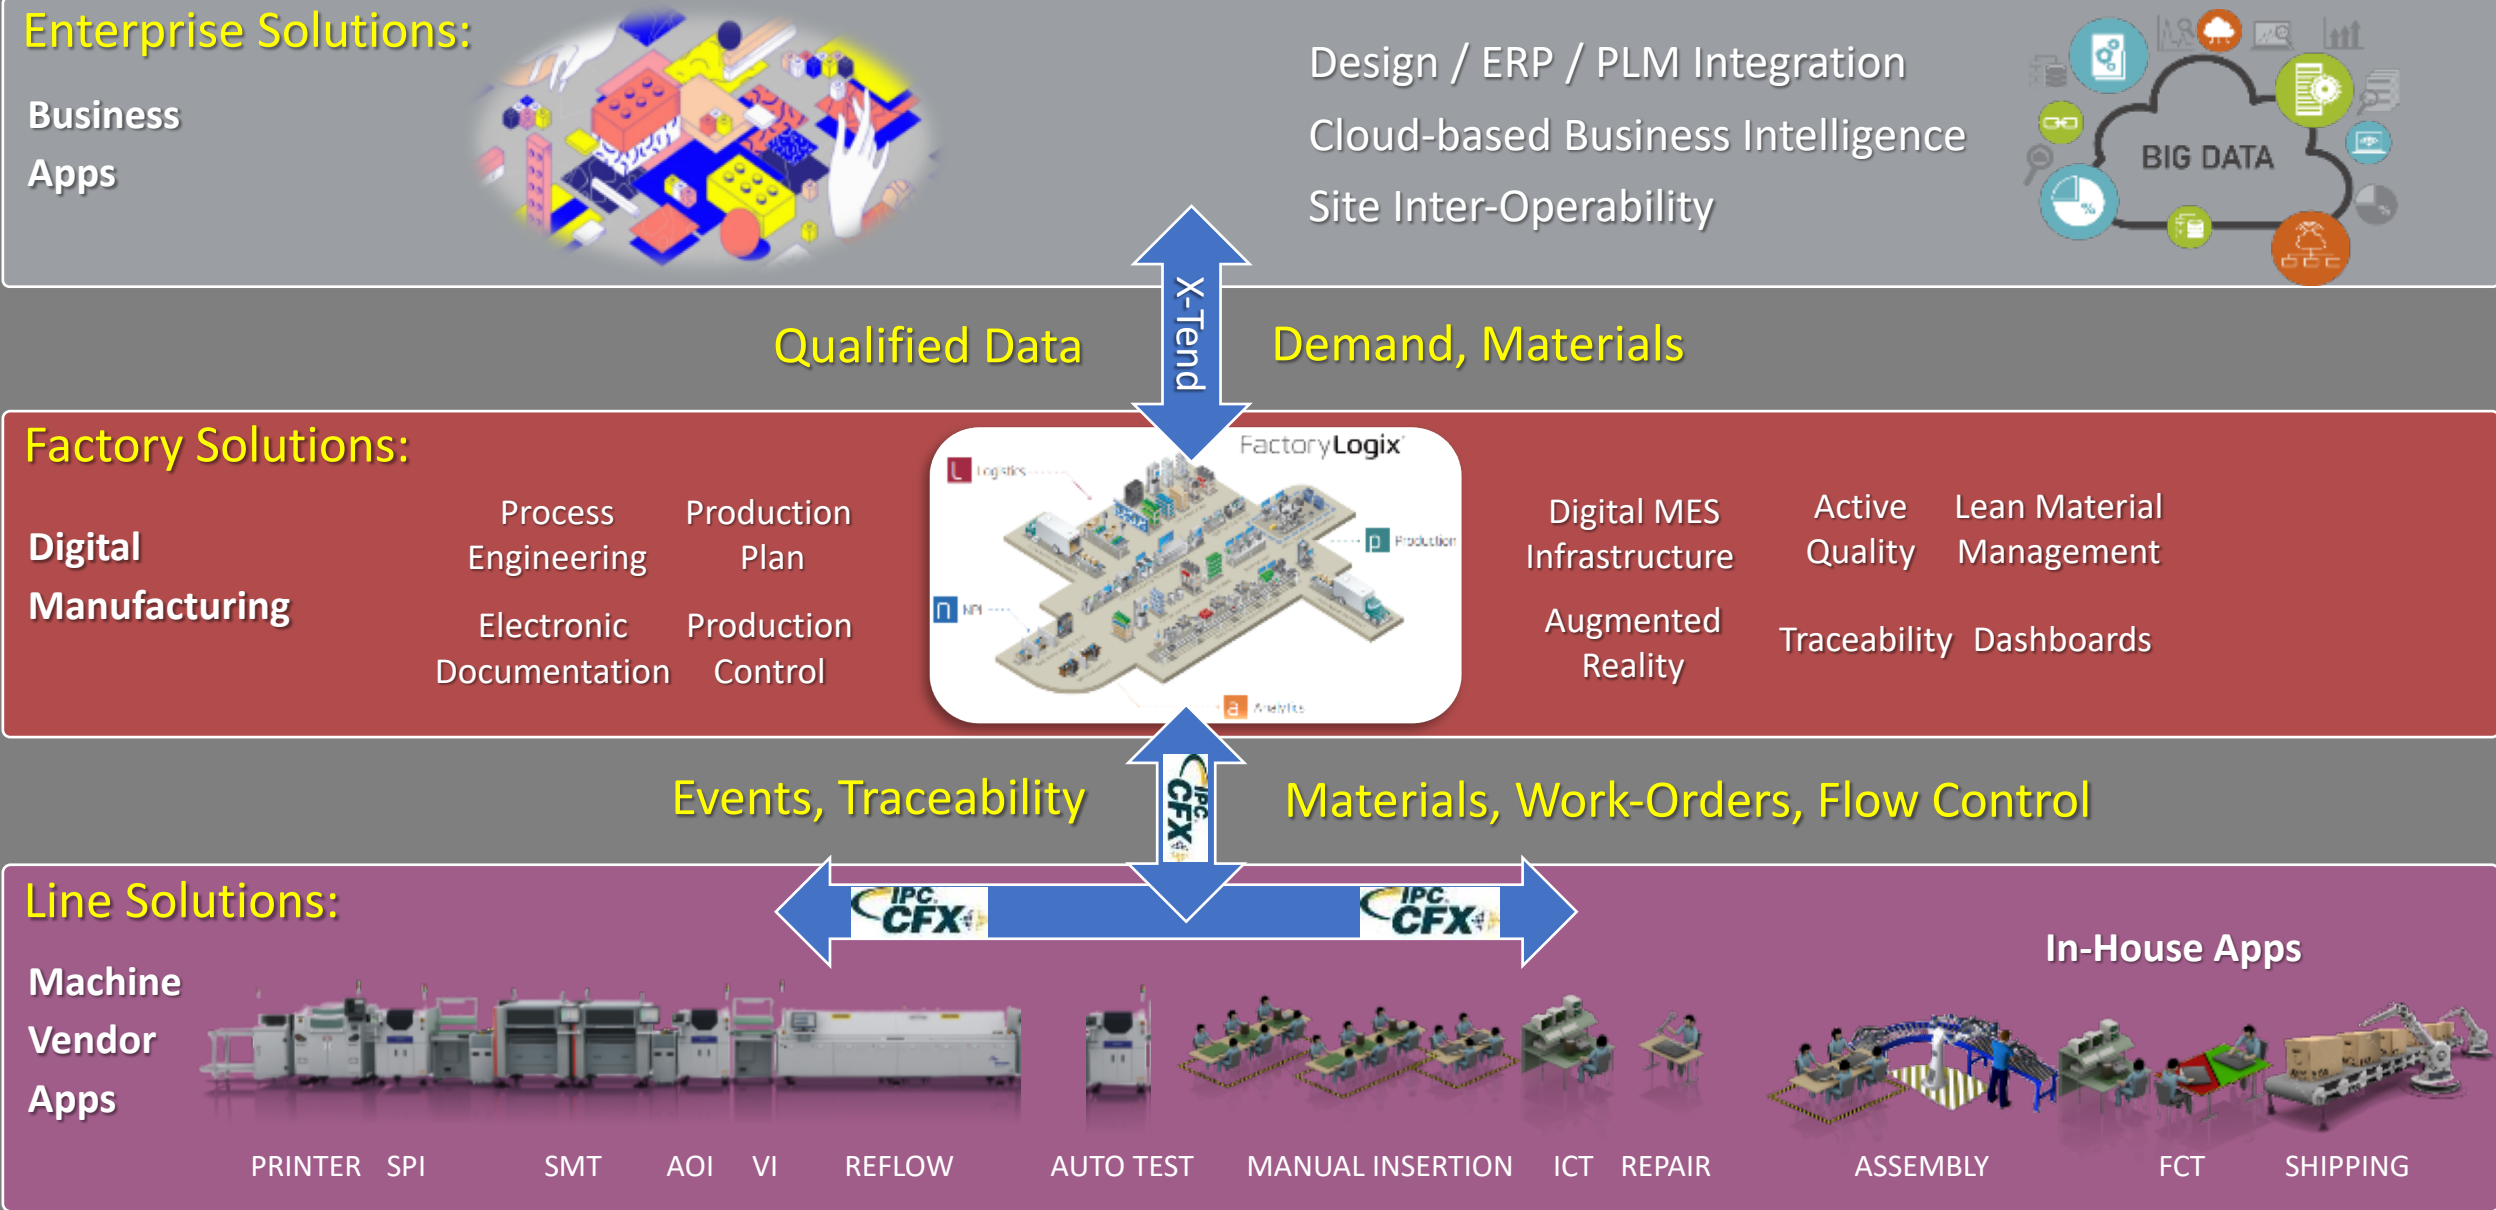 Enterprise Solutions:
Business
Apps
Design / ERP / PLM Integration
Cloud-based Business Intelligence
Site Inter-Operability
BIG DATA
%
X-Tend
Qualified Data
Demand, Materials
Factory Solutions:
Digital
Manufacturing
Process
Engineering
Production
Plan
Electronic
Documentation
Production
Control
FactoryLogix
L Logistics
p Production
n NPI
a Analytics
Digital MES
Infrastructure
Active
Quality
Lean Material
Management
Augmented
Reality
Traceability
Dashboards
Events, Traceability
IPC
CFX
Materials, Work-Orders, Flow Control
Line Solutions:
IPC
CFX
IPC
CFX
Machine
Vendor
Apps
In-House Apps
PRINTER SPI SMT AOI VI REFLOW AUTO TEST MANUAL INSERTION ICT REPAIR ASSEMBLY FCT SHIPPING